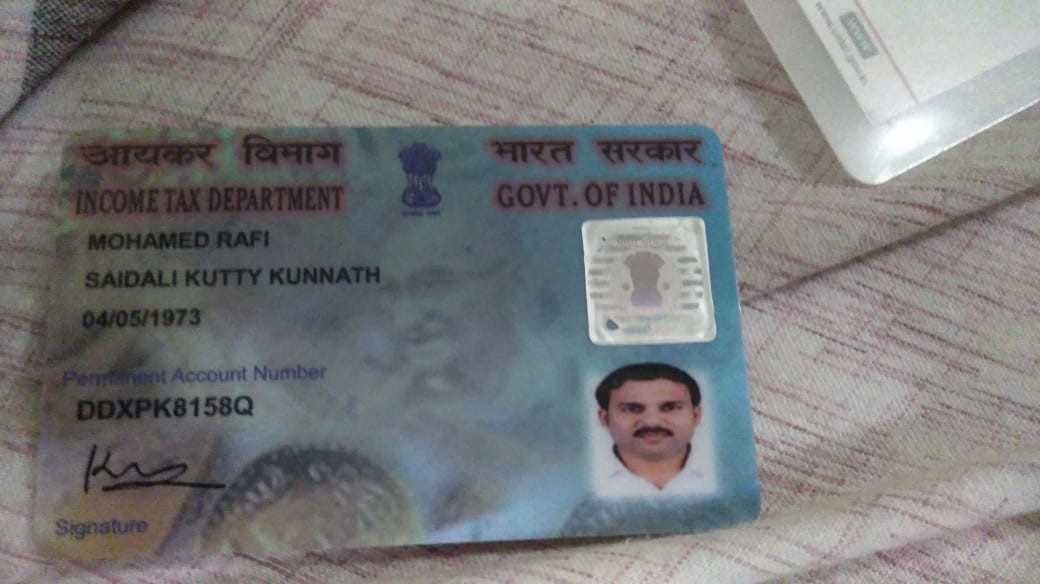 आयकर विभाग
भारत सरकार
INCOME TAX DEPARTMENT
GOVT. OF INDIA
MOHAMED RAFI
SAIDALI KUTTY KUNNATH
04/05/1973
Permanent Account Number
DDXPK8158Q
Signature